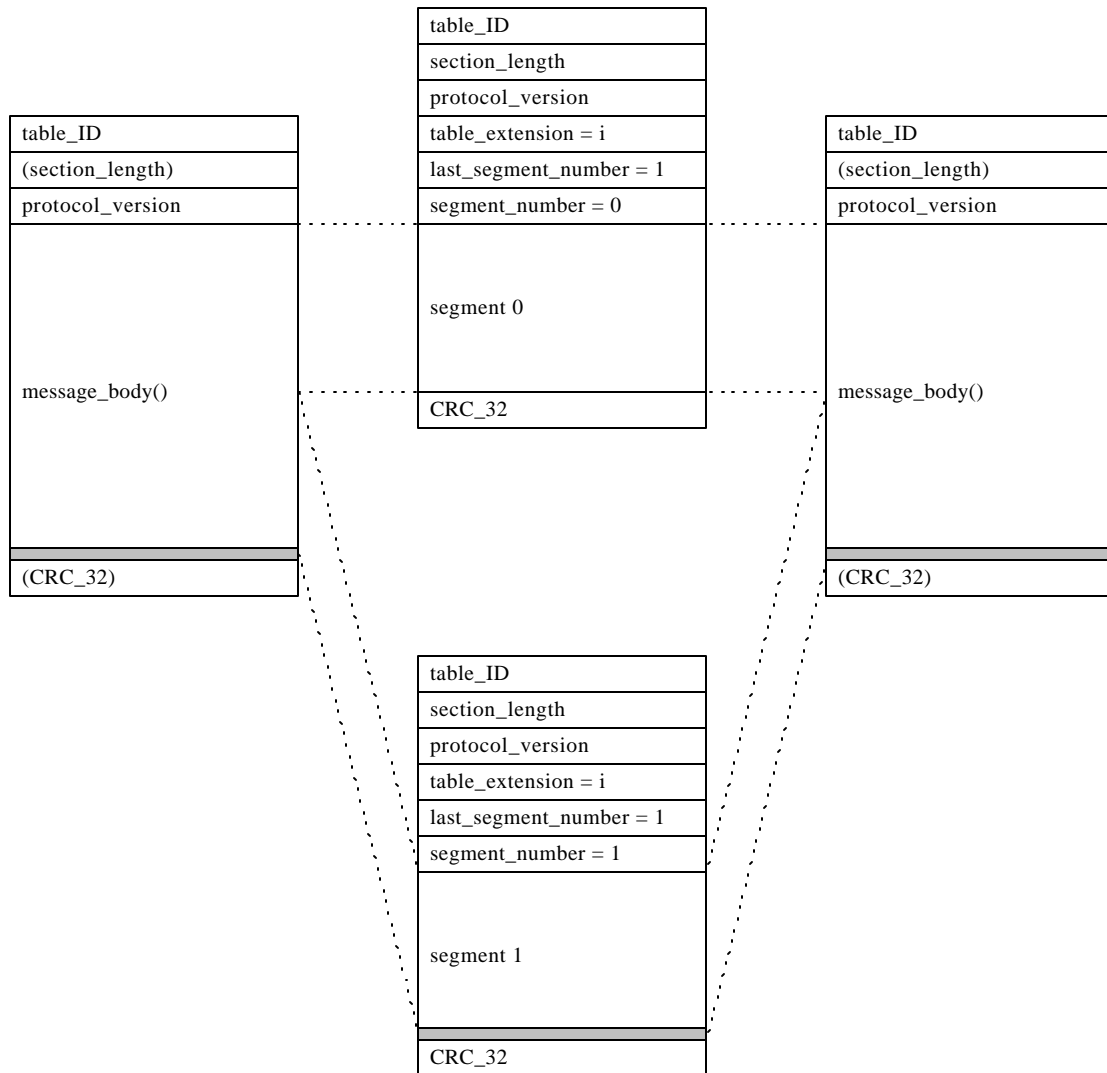 table_ID
(section_length)
protocol_version
message_body()
(CRC_32)
table_ID
section_length
protocol_version
table_extension = i
last_segment_number = 1
segment_number = 0
segment 0
CRC_32
table_ID
section_length
protocol_version
table_extension = i
last_segment_number = 1
segment_number = 1
segment 1
CRC_32
table_ID
(section_length)
protocol_version
message_body()
(CRC_32)